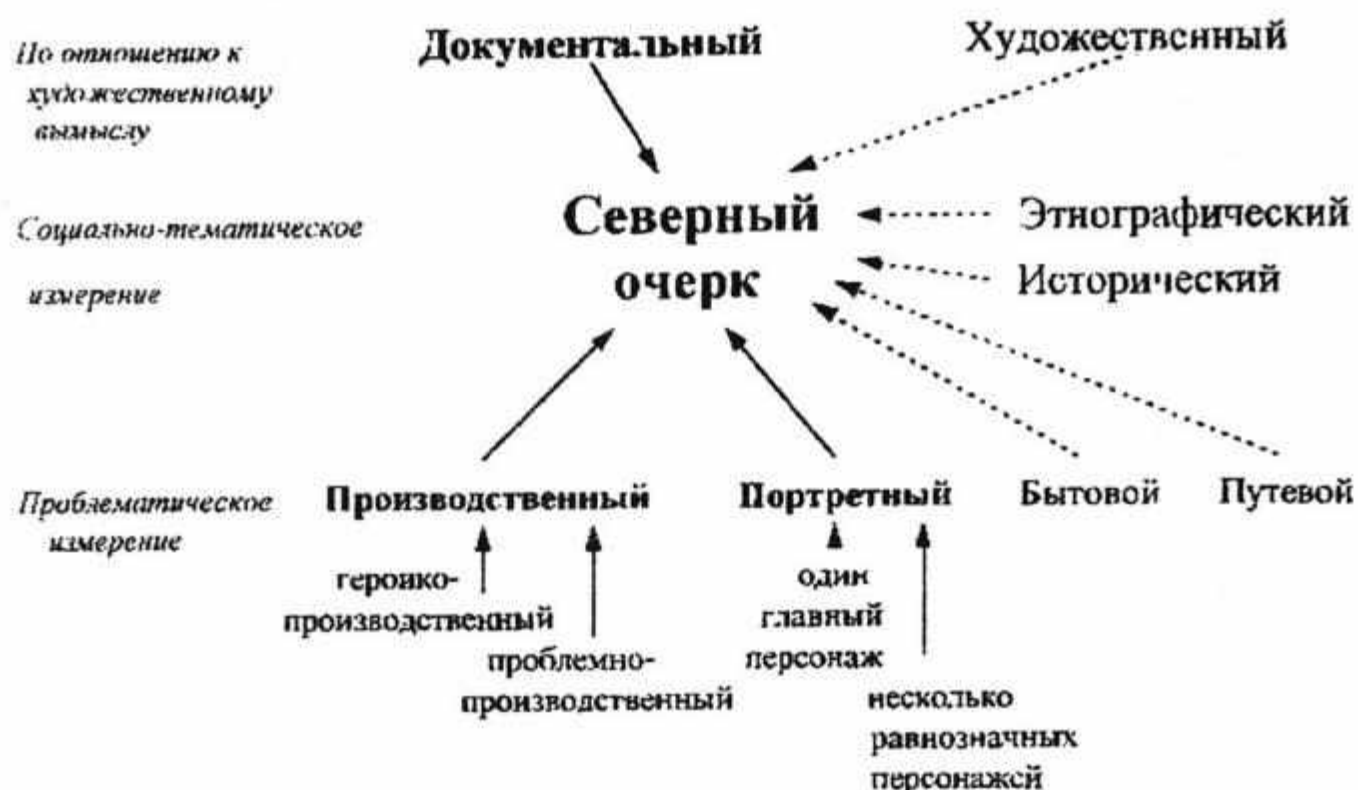 По отношению к
художественному
вымыслу
Документальный
Художественный
Социально-тематическое
измерение
Северный
очерк
Этнографический
Исторический
Проблематическое
измерение
Производственный
Портретный
Бытовой
Путевой
героико-
производственный
проблемно-
производственный
один
главный
персонаж
несколько
равнозначных
персонажей